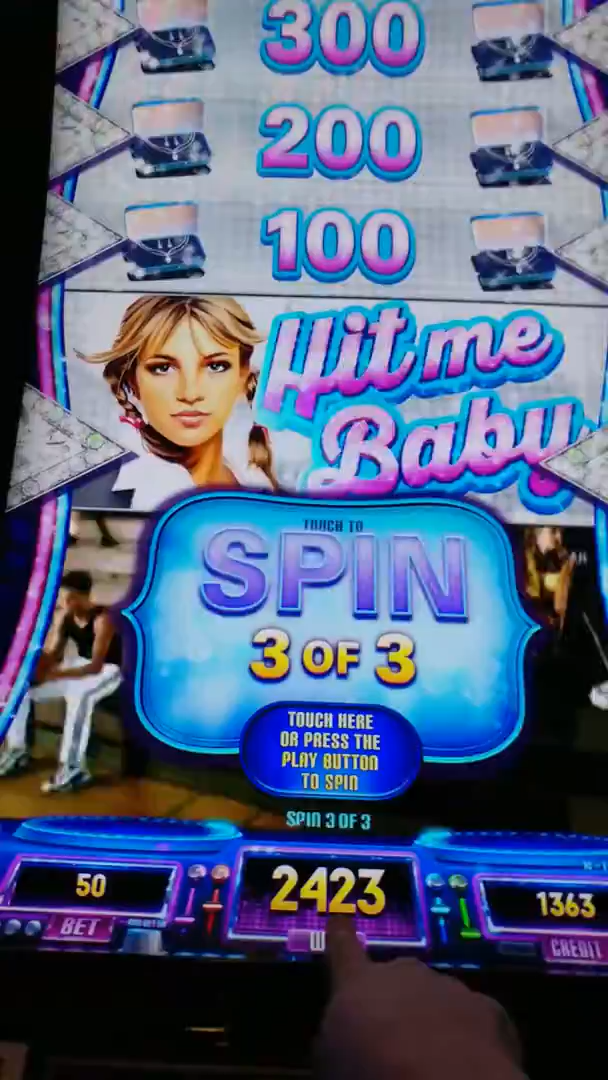 300
200
100
Hit me
Baby
TOUCH TO
SPIN
3 OF 3
TOUCH HERE
OR PRESS THE
PLAY BUTTON
TO SPIN
SPIN 3 OF 3
50
2423
1363
BET
CREDIT